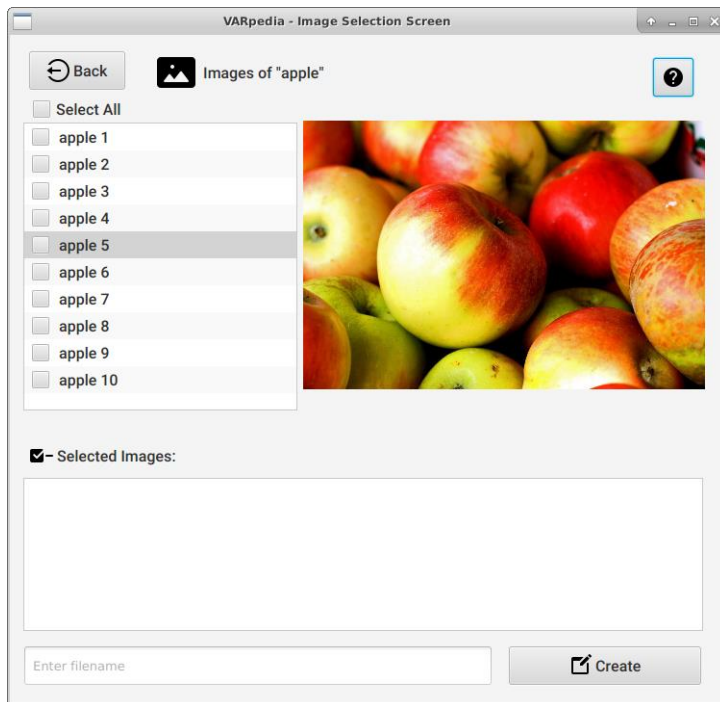 VARpedia - Image Selection Screen
Back
Images of "apple"
Select All
apple 1
apple 2
apple 3
apple 4
apple 5
apple 6
apple 7
apple 8
apple 9
apple 10
Selected Images:
Enter filename
Create